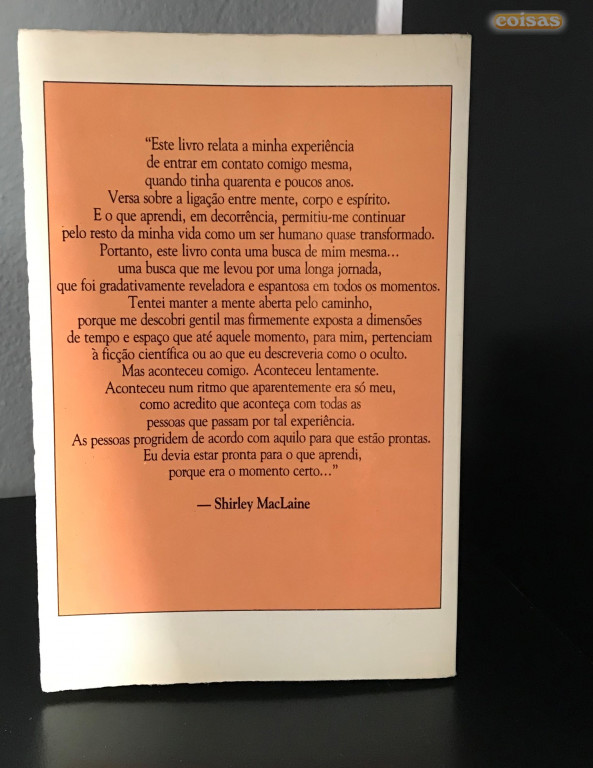 coisas
“Este livro relata a minha experiência
de entrar em contato comigo mesma,
quando tinha quarenta e poucos anos.
Versa sobre a ligação entre mente, corpo e espírito.
E o que aprendi, em decorrência, permitiu-me continuar
pelo resto da minha vida como um ser humano quase transformado.
Portanto, este livro conta uma busca de mim mesma...
uma busca que me levou por uma longa jornada,
que foi gradativamente reveladora e espantosa em todos os momentos.
Tentei manter a mente aberta pelo caminho,
porque me descobri gentil mas firmemente exposta a dimensões
de tempo e espaço que até aquele momento, para mim, pertenciam
à ficção científica ou ao que eu descreveria como o oculto.
Mas aconteceu comigo. Aconteceu lentamente.
Aconteceu num ritmo que aparentemente era só meu,
como acredito que aconteça com todas as
pessoas que passam por tal experiência.
As pessoas progridem de acordo com aquilo para que estão prontas.
Eu devia estar pronta para o que aprendi,
porque era o momento certo...”
— Shirley MacLaine